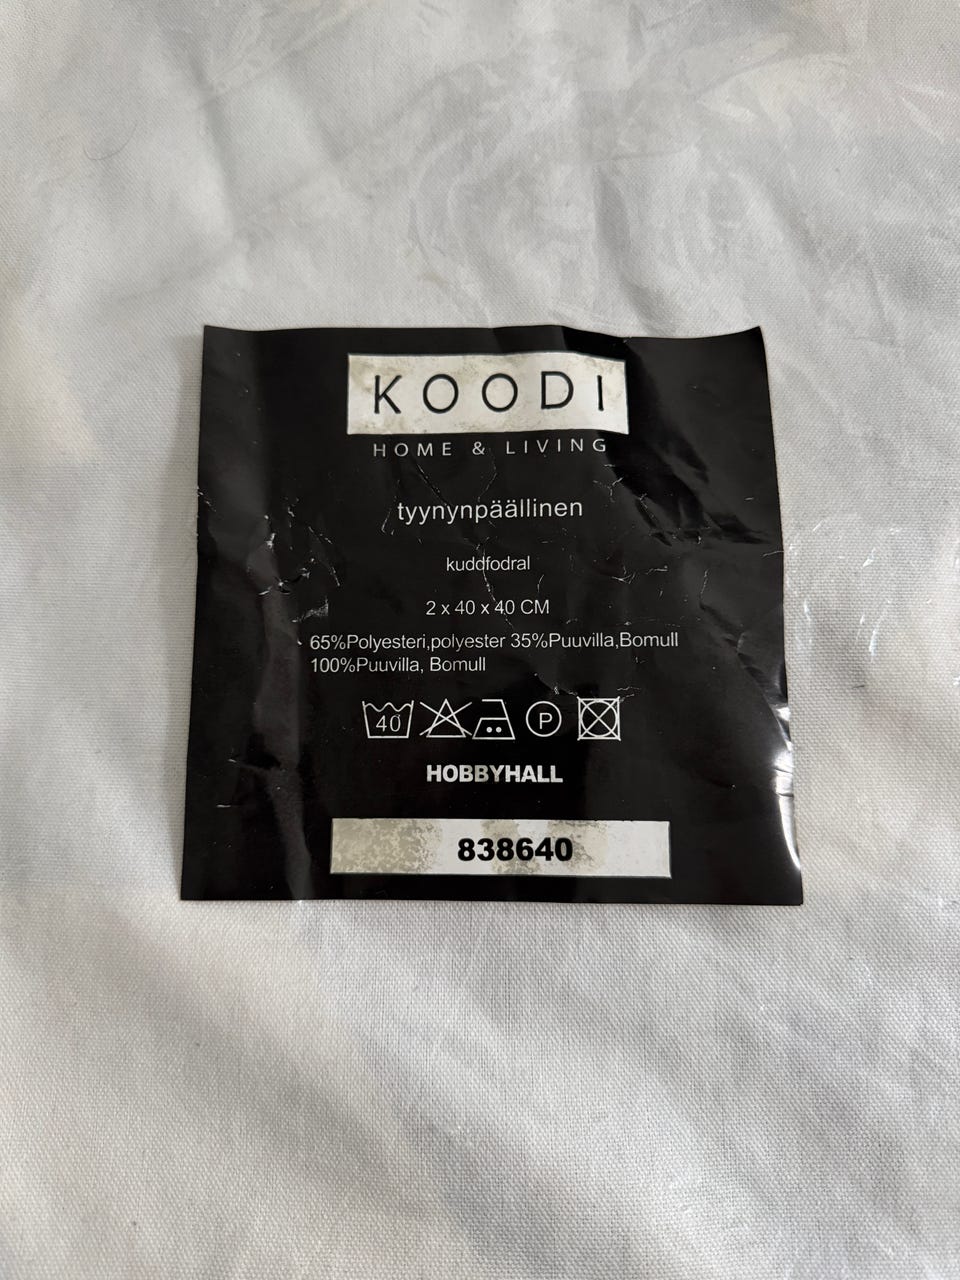 KOODI
HOME & LIVING
tyynynpäällinen
kuddfodral
2 x 40 x 40 CM
65%Polyesteri,polyester 35%Puuvilla,Bomull
100%Puuvilla, Bomull
40 P
HOBBYHALL
838640